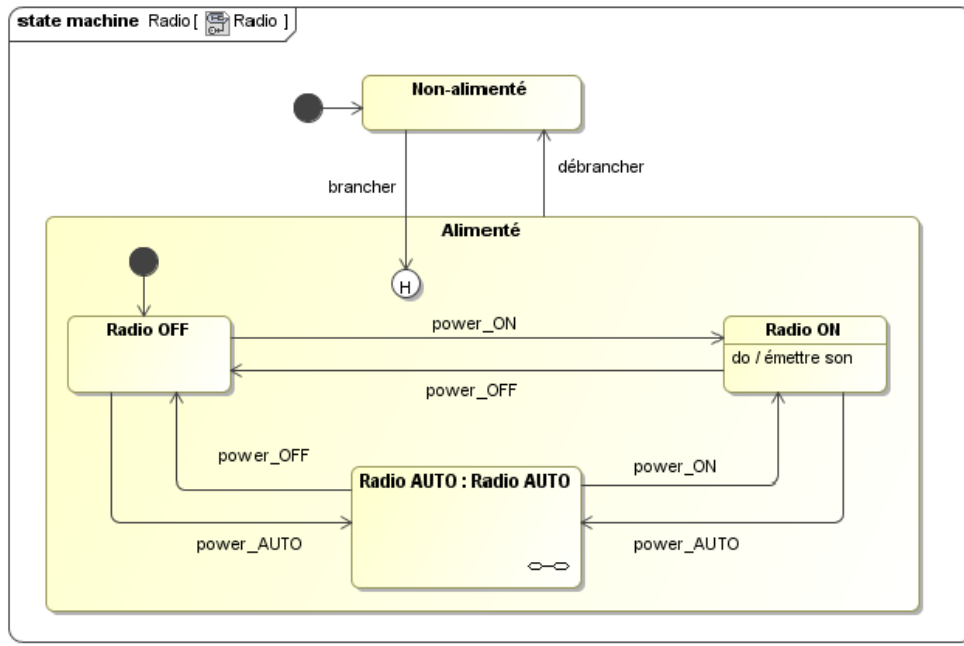 state machine Radio [ Radio ]
Non-alimenté
débrancher
brancher
Alimenté
H
power_ON
Radio OFF
Radio ON
do / émettre son
power_OFF
power_OFF
power_ON
Radio AUTO : Radio AUTO
power_AUTO
power_AUTO